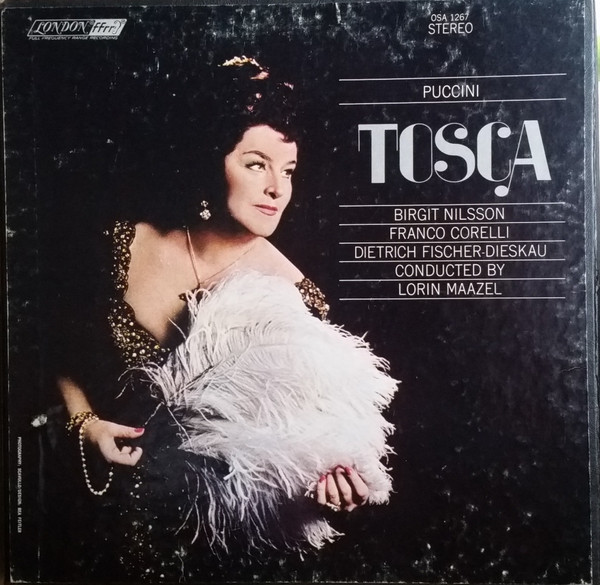 LONDON ffrr
FULL FREQUENCY RANGE RECORDING
OSA 1267
STEREO
PUCCINI
TOSCA
BIRGIT NILSSON
FRANCO CORELLI
DIETRICH FISCHER-DIESKAU
CONDUCTED BY
LORIN MAAZEL